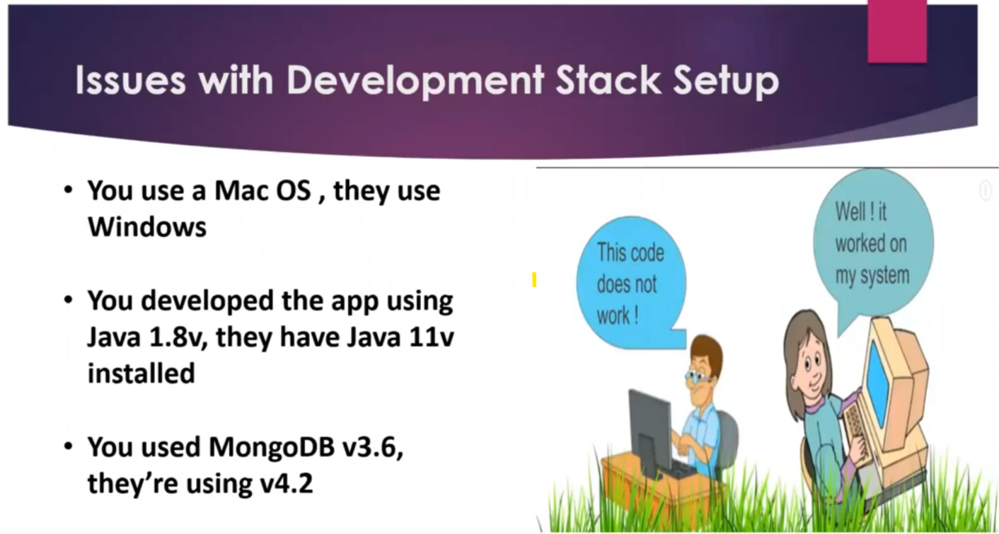 Issues with Development Stack Setup
• You use a Mac OS , they use
Windows
• You developed the app using
Java 1.8v, they have Java 11v
installed
• You used MongoDB v3.6,
they’re using v4.2
This code
does not
work !
Well ! it
worked on
my system